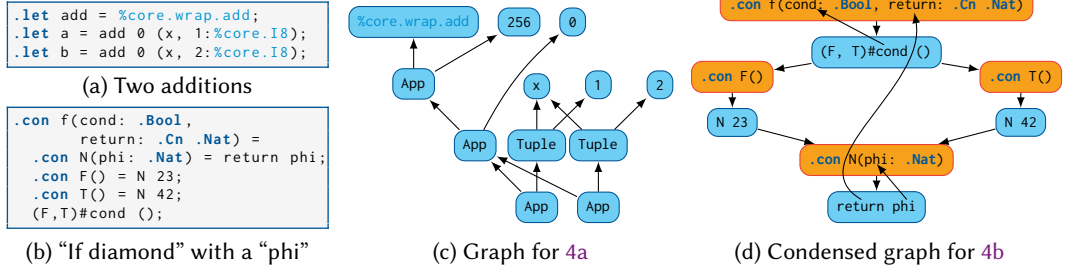 .let add = %core.wrap.add;
.let a = add 0 (x, 1:%core.I8);
.let b = add 0 (x, 2:%core.I8);
(a) Two additions
.con f(cond: .Bool,
return: .Cn .Nat) =
.con N(phi: .Nat) = return phi;
.con F() = N 23;
.con T() = N 42;
(F,T)#cond ();
(b) “If diamond” with a “phi”
%core.wrap.add
256
0
App
x
1
2
App
Tuple
Tuple
App
App
(c) Graph for 4a
.con f(cond: .Bool, return: .Cn .Nat)
(F, T)#cond ()
.con F()
.con T()
N 23
N 42
.con N(phi: .Nat)
return phi
(d) Condensed graph for 4b